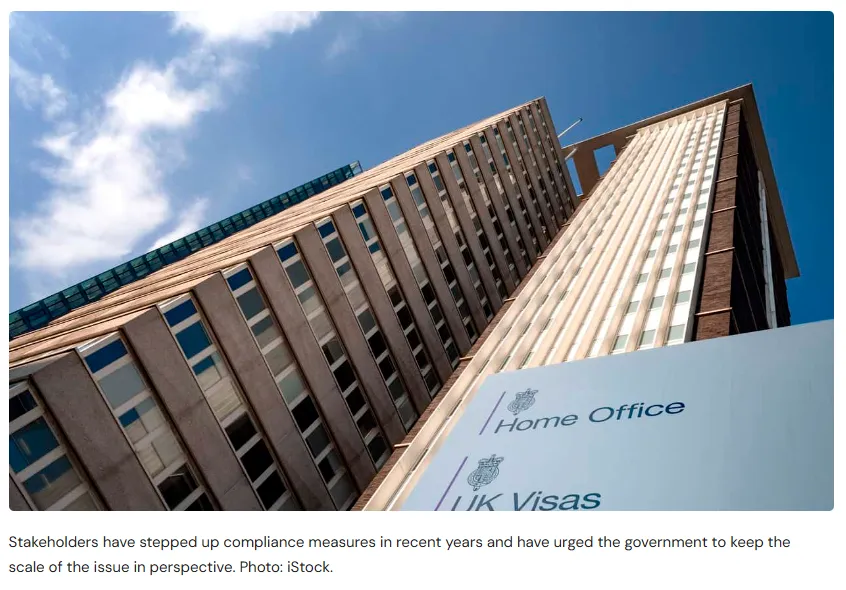 Home Office
UK Visas
Stakeholders have stepped up compliance measures in recent years and have urged the government to keep the
scale of the issue in perspective. Photo: iStock.